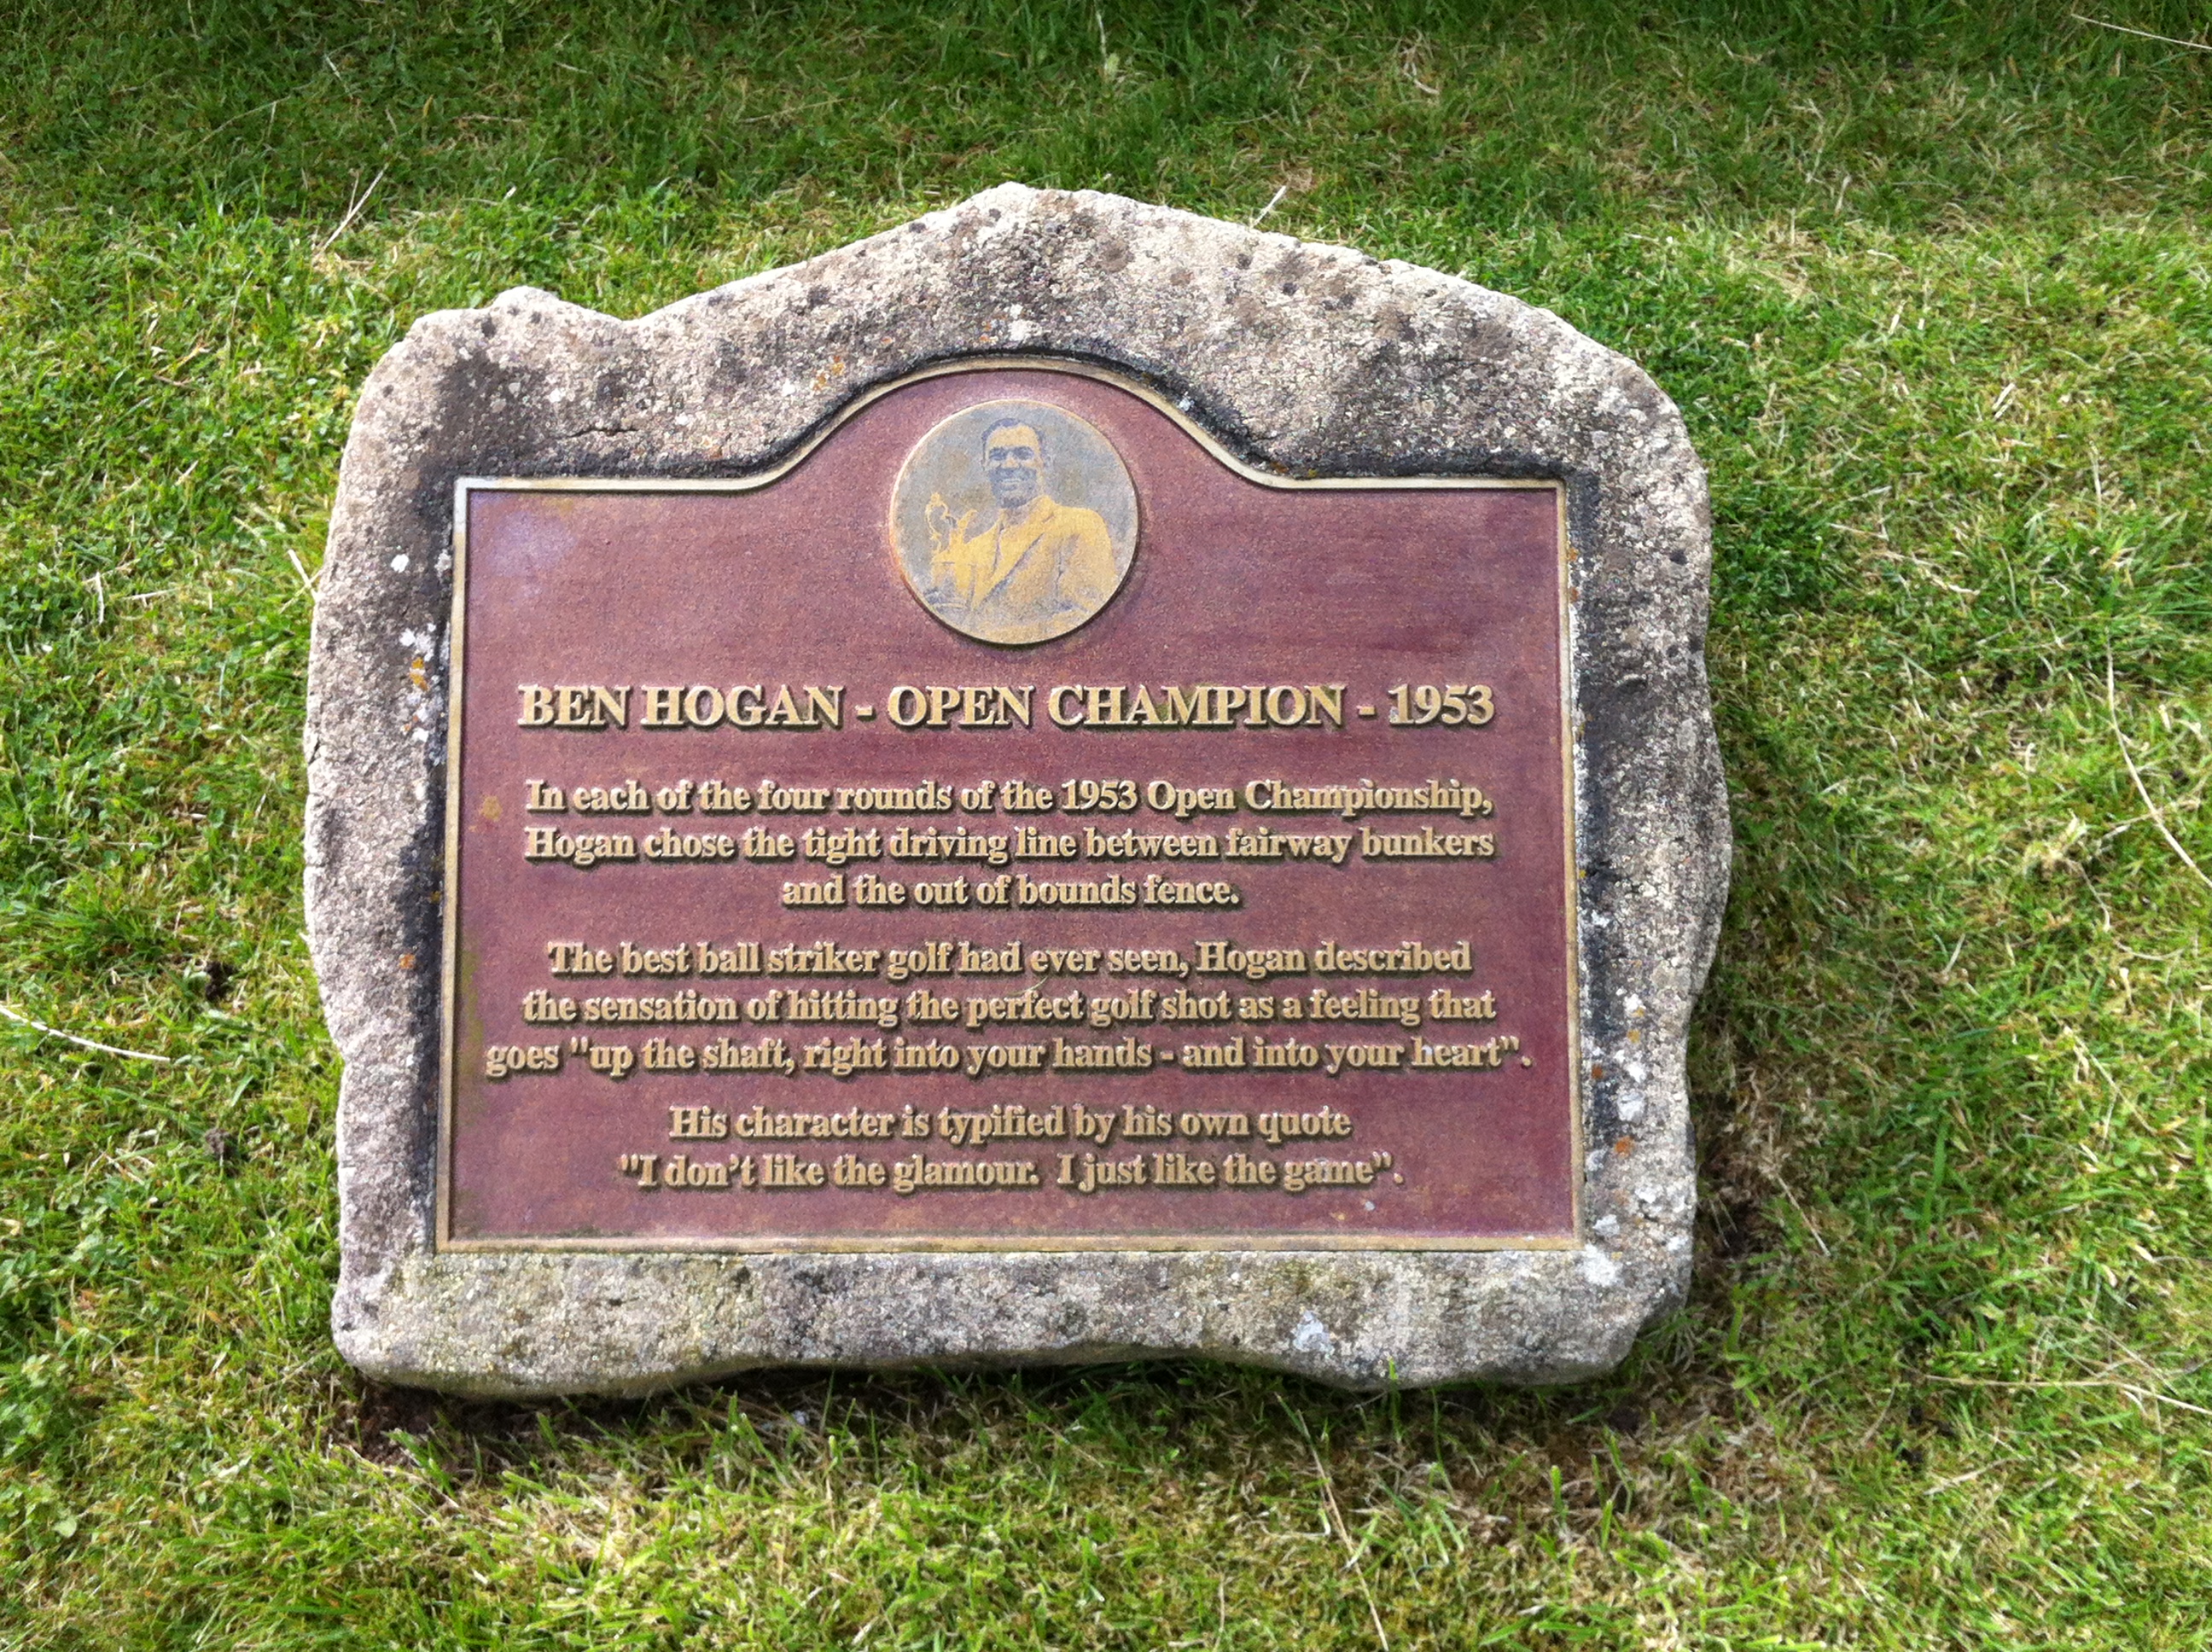 BEN HOGAN - OPEN CHAMPION - 1953
In each of the four rounds of the 1953 Open Championship,
Hogan chose the tight driving line between fairway bunkers
and the out of bounds fence.
The best ball striker golf had ever seen, Hogan described
the sensation of hitting the perfect golf shot as a feeling that
goes "up the shaft, right into your hands - and into your heart".
His character is typified by his own quote
"I don't like the glamour. I just like the game".